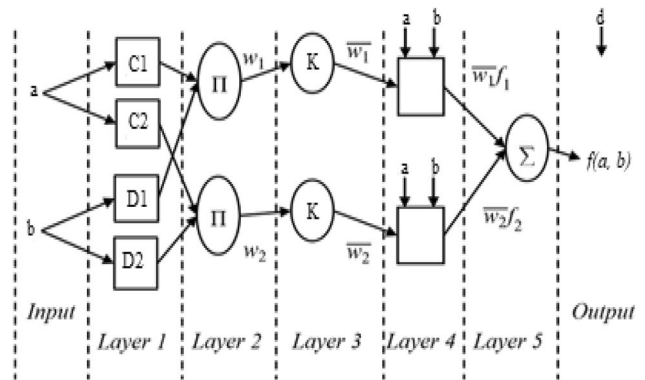 a b d
C1 w₁ K w̅₁ w̅₁f₁
a Π
C2
a b Σ f(a, b)
D1
b Π K w̅₂f₂
D2 w₂ w̅₂
Input Output
Layer 1 Layer 2 Layer 3 Layer 4 Layer 5